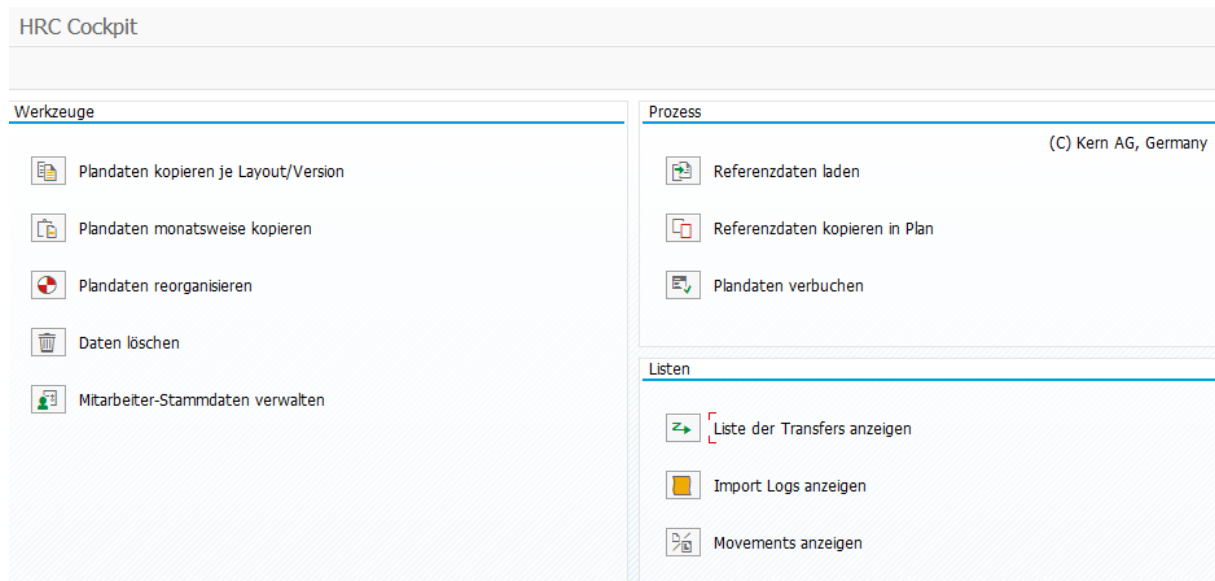 HRC Cockpit
Werkzeuge
Plandaten kopieren je Layout/Version
Plandaten monatsweise kopieren
Plandaten reorganisieren
Daten löschen
Mitarbeiter-Stammdaten verwalten
Prozess
(C) Kern AG, Germany
Referenzdaten laden
Referenzdaten kopieren in Plan
Plandaten verbuchen
Listen
Liste der Transfers anzeigen
Import Logs anzeigen
Movements anzeigen